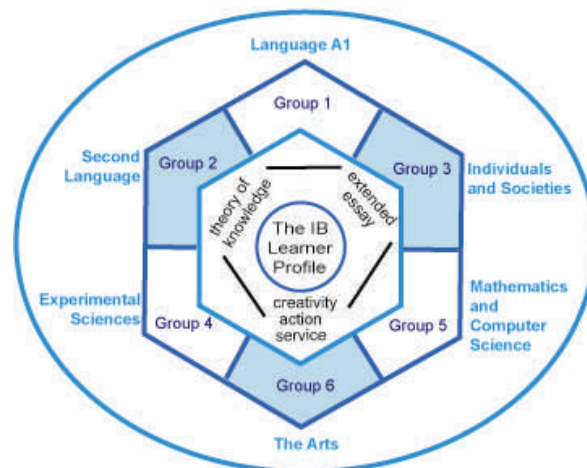 Language A1
Group 1
Second
Language
Group 2
Group 3
Individuals
and Societies
theory of
knowledge
extended
essay
The IB
Learner
Profile
creativity
action
service
Experimental
Sciences
Group 4
Group 5
Mathematics
and
Computer
Science
Group 6
The Arts